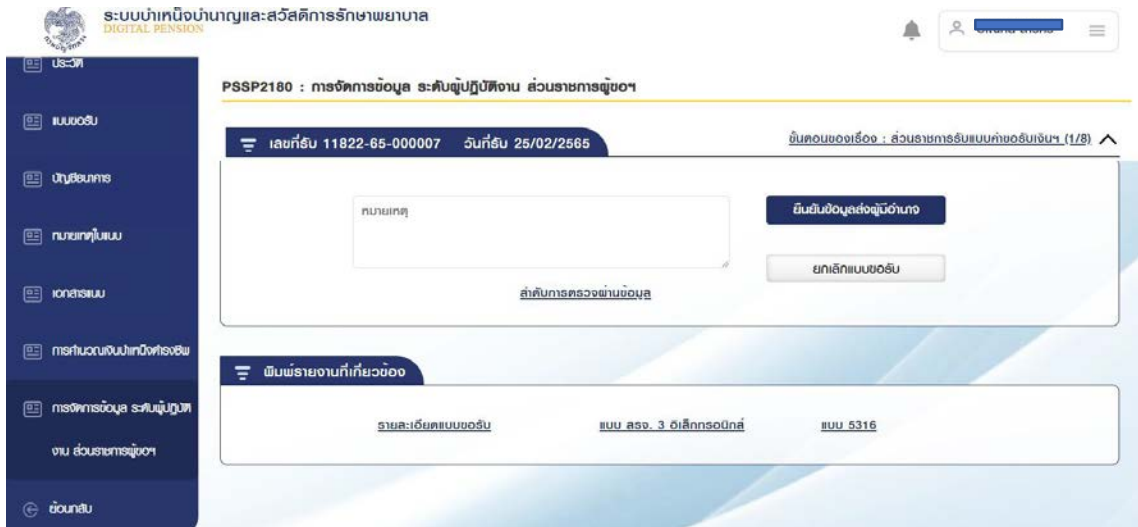 ระบบบำเหน็จบำนาญและสวัสดิการรักษาพยาบาล
DIGITAL PENSION
ประวัติ
แบบขอรับ
บัญชีธนาคาร
หมายเหตุในแบบ
เอกสารแบบ
การคำนวณเงินบำเหน็จดำรงชีพ
การจัดการข้อมูล ระดับผู้ปฏิบัติ
งาน ส่วนราชการผู้ขอฯ
ย้อนกลับ
PSSP2180 : การจัดการข้อมูล ระดับผู้ปฏิบัติงาน ส่วนราชการผู้ขอฯ
เลขที่รับ 11822-65-000007 วันที่รับ 25/02/2565
ขั้นตอนของเรื่อง : ส่วนราชการรับแบบคำขอรับเงินฯ (1/8)
หมายเหตุ
ยืนยันข้อมูลส่งผู้มีอำนาจ
ยกเลิกแบบขอรับ
ลำดับการตรวจผ่านข้อมูล
พิมพ์รายงานที่เกี่ยวข้อง
รายละเอียดแบบขอรับ แบบ สรจ. 3 อิเล็กทรอนิกส์ แบบ 5316